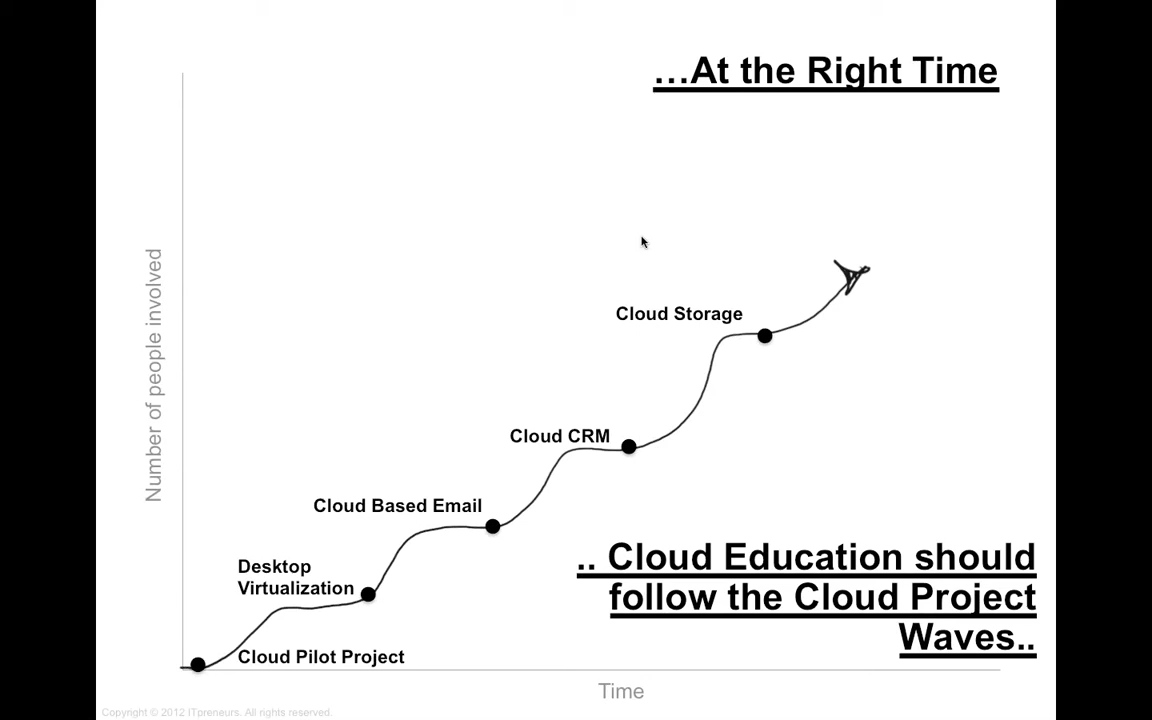 …At the Right Time
Number of people involved
Cloud Storage
Cloud CRM
Cloud Based Email
Desktop
Virtualization
Cloud Pilot Project
.. Cloud Education should
follow the Cloud Project
Waves..
Time
Copyright © 2012 ITpreneurs. All rights reserved.